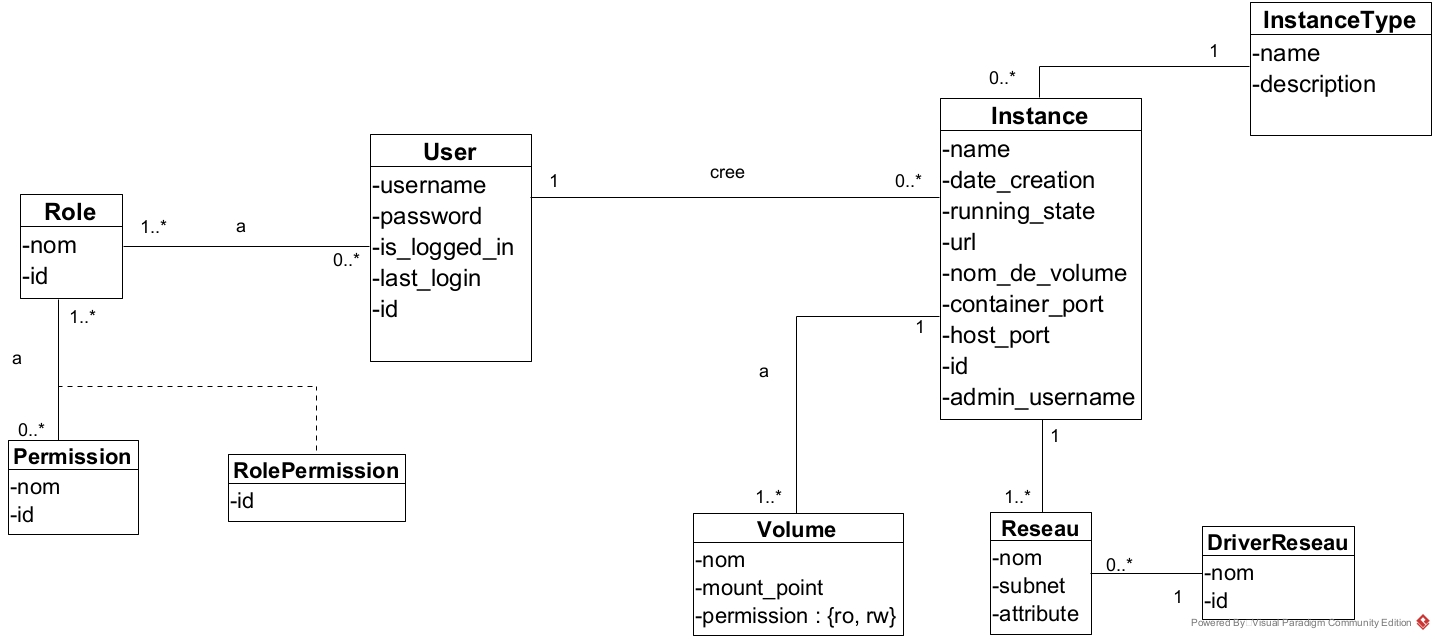 InstanceType
-name
-description
1
0..*
Instance
-name
-date_creation
-running_state
-url
-nom_de_volume
-container_port
-host_port
-id
-admin_username
User
-username
-password
-is_logged_in
-last_login
-id
1
cree
0..*
Role
-nom
-id
1..*
a
0..*
1..*
a
0..*
Permission
-nom
-id
RolePermission
-id
1
a
1..*
Volume
-nom
-mount_point
-permission : {ro, rw}
1
1..*
Reseau
-nom
-subnet
-attribute
0..*
1
DriverReseau
-nom
-id
Powered By Visual Paradigm Community Edition